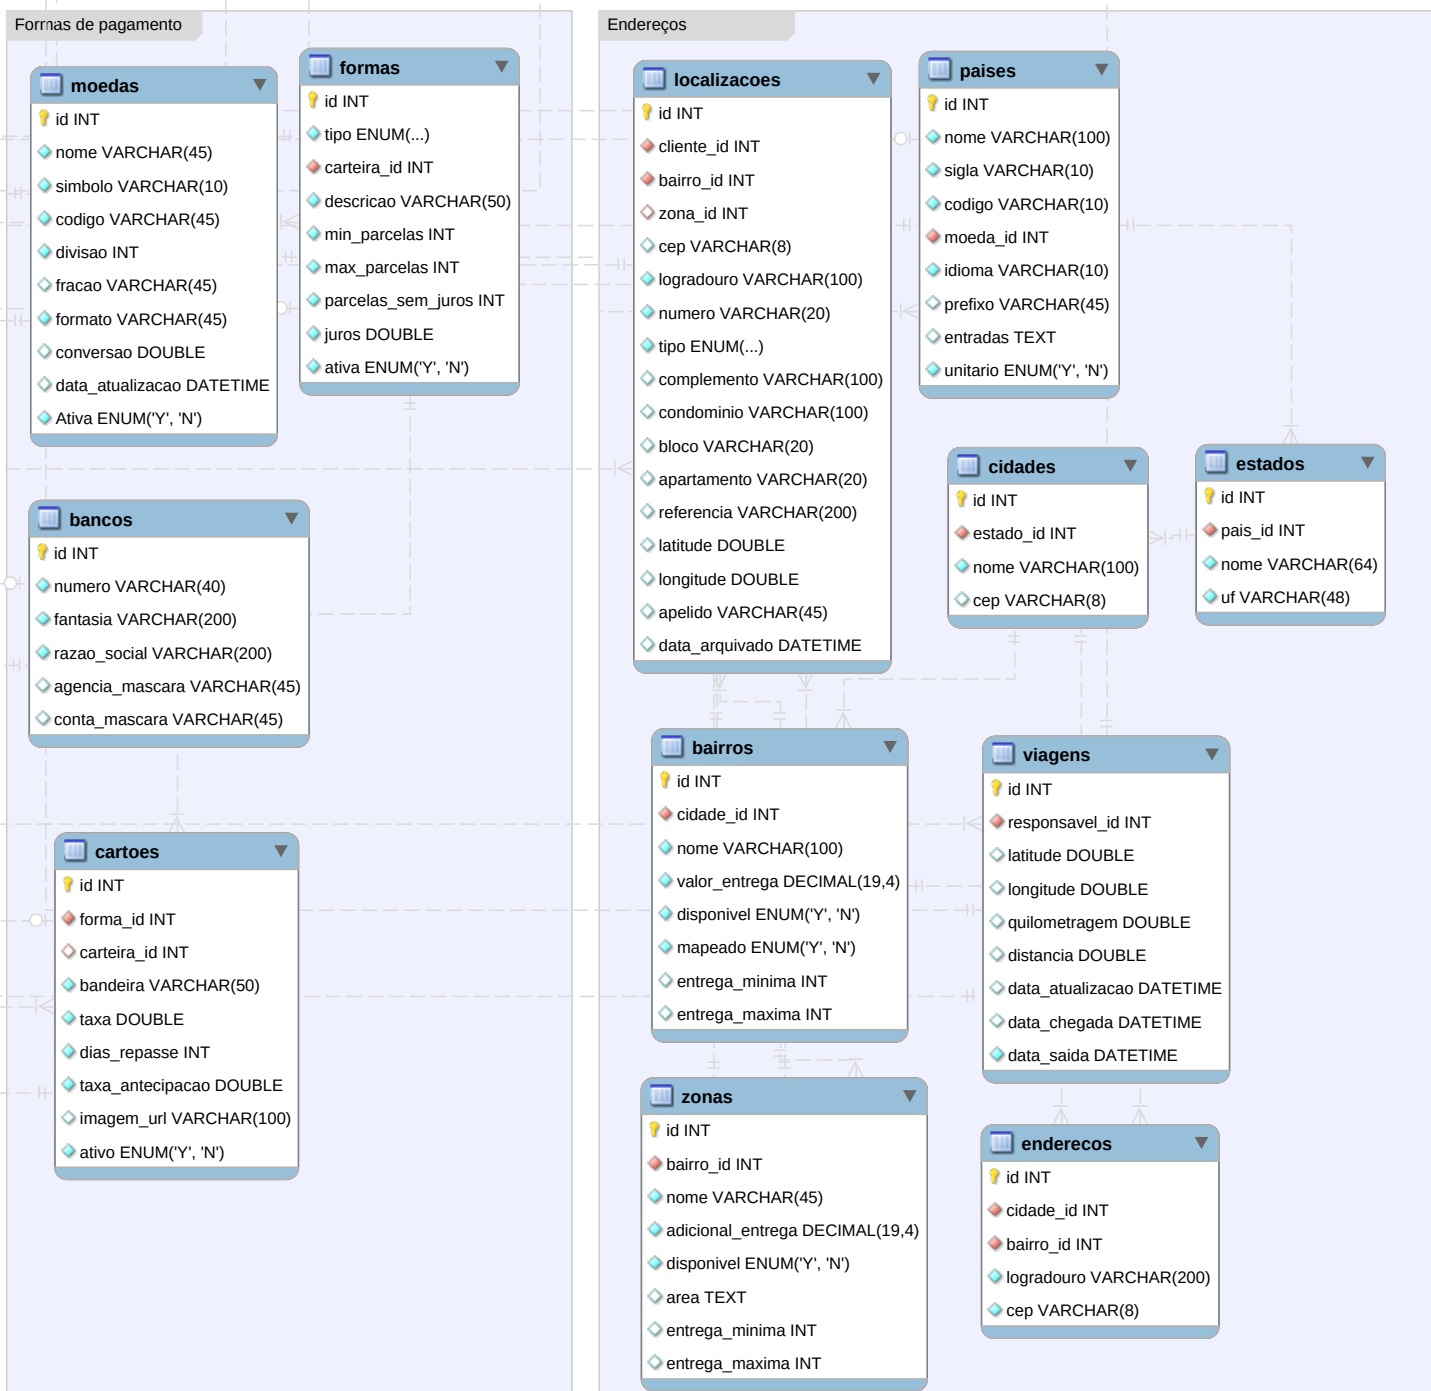 Formas de pagamento
moedas
id INT
nome VARCHAR(45)
simbolo VARCHAR(10)
codigo VARCHAR(45)
divisao INT
fracao VARCHAR(45)
formato VARCHAR(45)
conversao DOUBLE
data_atualizacao DATETIME
Ativa ENUM('Y', 'N')
formas
id INT
tipo ENUM(...)
carteira_id INT
descricao VARCHAR(50)
min_parcelas INT
max_parcelas INT
parcelas_sem_juros INT
juros DOUBLE
ativa ENUM('Y', 'N')
bancos
id INT
numero VARCHAR(40)
fantasia VARCHAR(200)
razao_social VARCHAR(200)
agencia_mascara VARCHAR(45)
conta_mascara VARCHAR(45)
cartoes
id INT
forma_id INT
carteira_id INT
bandeira VARCHAR(50)
taxa DOUBLE
dias_repasse INT
taxa_antecipacao DOUBLE
imagem_url VARCHAR(100)
ativo ENUM('Y', 'N')
Endereços
localizacoes
id INT
cliente_id INT
bairro_id INT
zona_id INT
cep VARCHAR(8)
logradouro VARCHAR(100)
numero VARCHAR(20)
tipo ENUM(...)
complemento VARCHAR(100)
condominio VARCHAR(100)
bloco VARCHAR(20)
apartamento VARCHAR(20)
referencia VARCHAR(200)
latitude DOUBLE
longitude DOUBLE
apelido VARCHAR(45)
data_arquivado DATETIME
paises
id INT
nome VARCHAR(100)
sigla VARCHAR(10)
codigo VARCHAR(10)
moeda_id INT
idioma VARCHAR(10)
prefixo VARCHAR(45)
entradas TEXT
unitario ENUM('Y', 'N')
cidades
id INT
estado_id INT
nome VARCHAR(100)
cep VARCHAR(8)
estados
id INT
pais_id INT
nome VARCHAR(64)
uf VARCHAR(48)
bairros
id INT
cidade_id INT
nome VARCHAR(100)
valor_entrega DECIMAL(19,4)
disponivel ENUM('Y', 'N')
mapeado ENUM('Y', 'N')
entrega_minima INT
entrega_maxima INT
viagens
id INT
responsavel_id INT
latitude DOUBLE
longitude DOUBLE
quilometragem DOUBLE
distancia DOUBLE
data_atualizacao DATETIME
data_chegada DATETIME
data_saida DATETIME
zonas
id INT
bairro_id INT
nome VARCHAR(45)
adicional_entrega DECIMAL(19,4)
disponivel ENUM('Y', 'N')
area TEXT
entrega_minima INT
entrega_maxima INT
enderecos
id INT
cidade_id INT
bairro_id INT
logradouro VARCHAR(200)
cep VARCHAR(8)